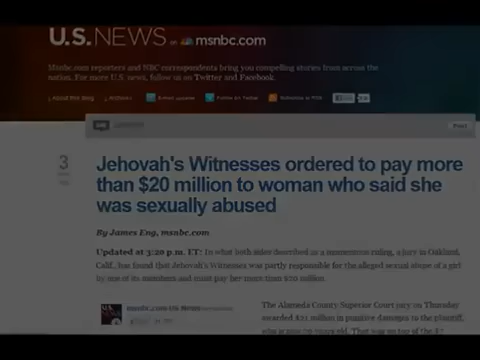 U.S. NEWS on msnbc.com
Msnbc.com reporters and NBC correspondents bring you compelling stories from across the
nation. For more U.S. news, follow us on Twitter and Facebook.
About this blog Archives Email updates Follow on Twitter Subscribe to RSS
3
Jehovah's Witnesses ordered to pay more
than $20 million to woman who said she
was sexually abused
By James Eng, msnbc.com
Updated at 3:20 p.m. ET: In what both sides described as a momentous ruling, a jury in Oakland,
Calif., has found that Jehovah's Witnesses was partly responsible for the alleged sexual abuse of a girl
by one of its members and must pay her more than $20 million.
msnbc.com US News
The Alameda County Superior Court jury on Thursday
awarded $21 million in punitive damages to the plaintiff,